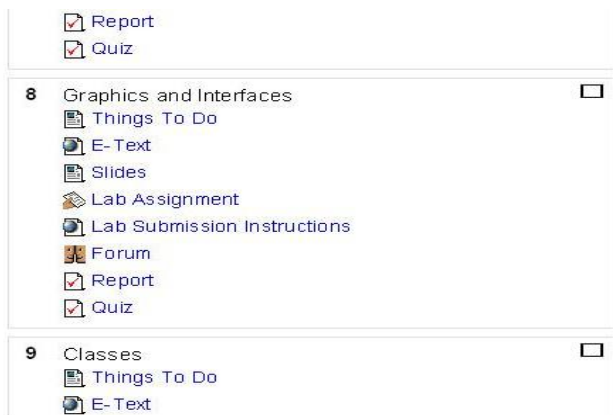 Report
Quiz
8 Graphics and Interfaces
Things To Do
E-Text
Slides
Lab Assignment
Lab Submission Instructions
Forum
Report
Quiz
9 Classes
Things To Do
E-Text